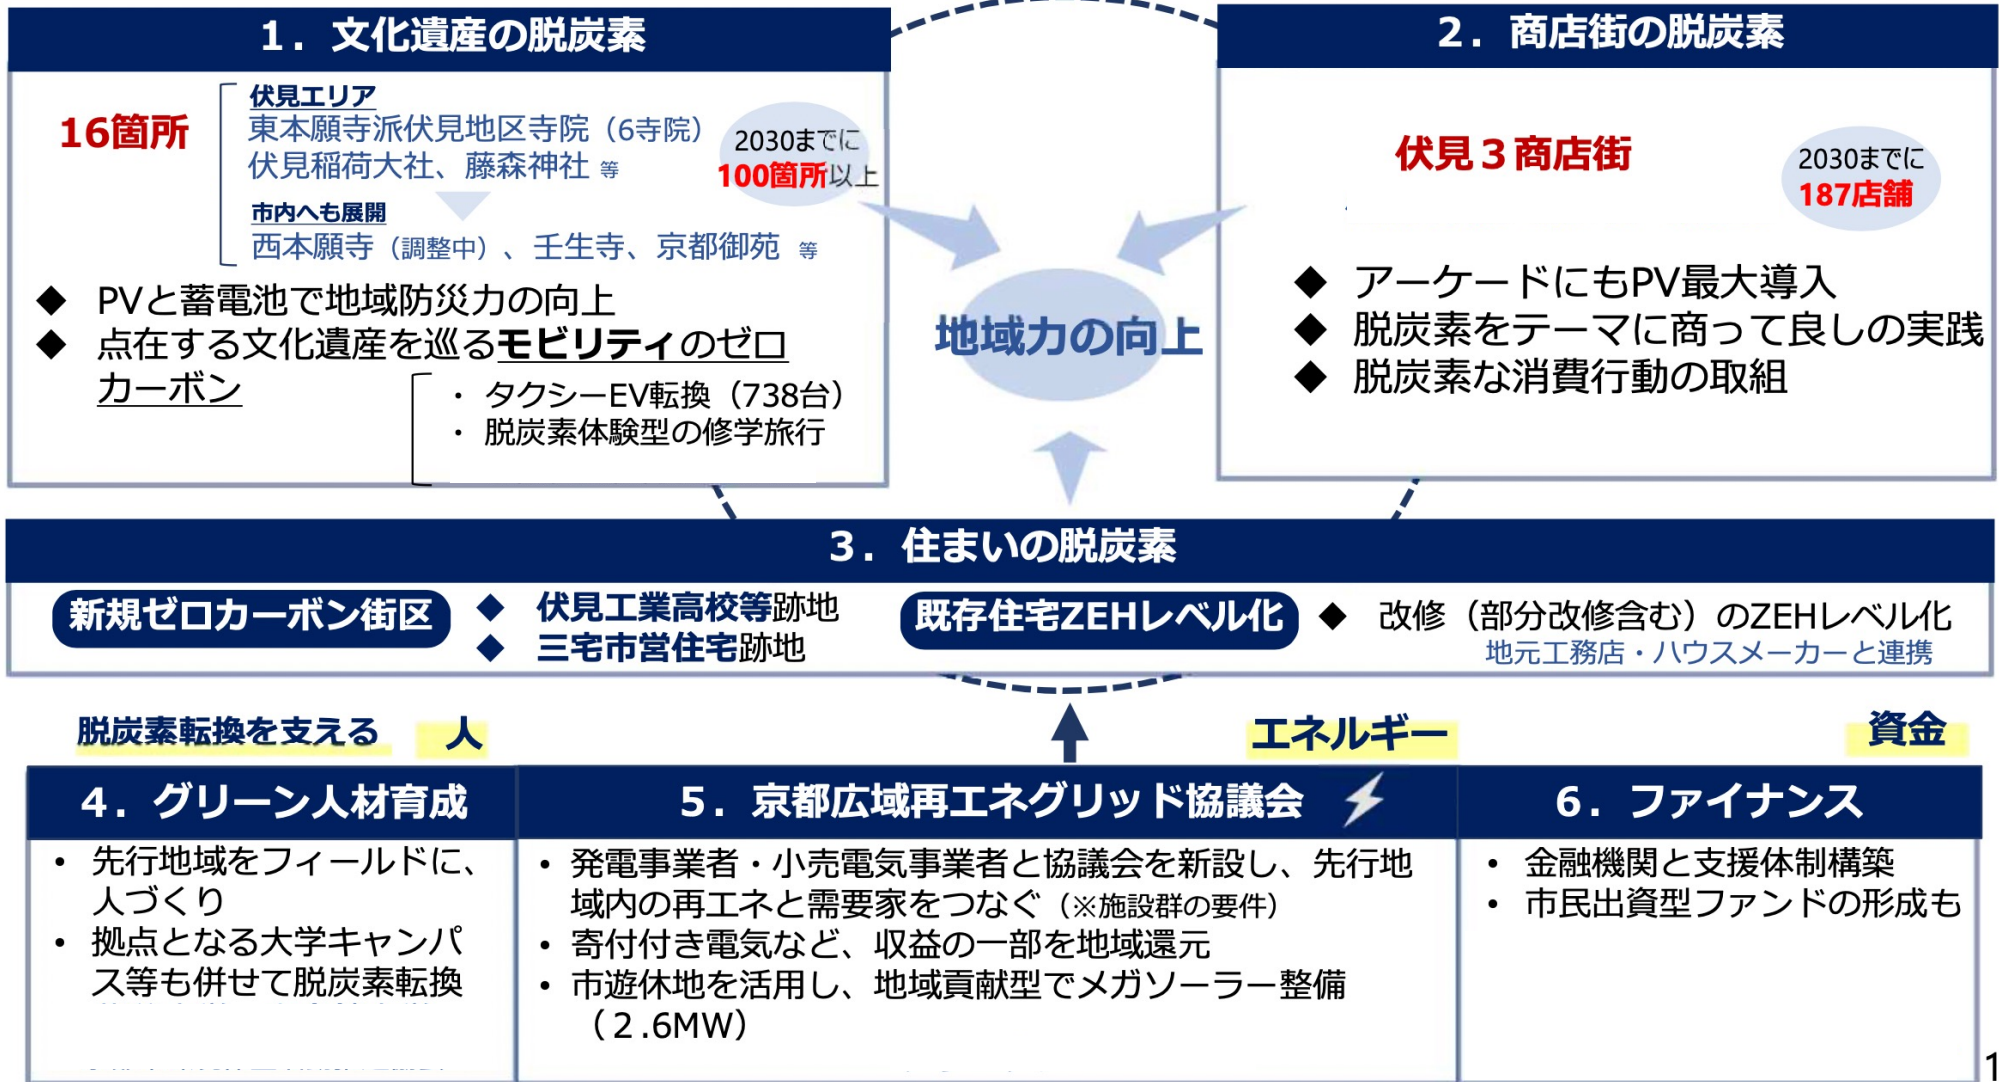 1．文化遺産の脱炭素
16箇所
伏見エリア
東本願寺派伏見地区寺院（6寺院）
伏見稲荷大社、藤森神社 等
市内へも展開
西本願寺（調整中）、壬生寺、京都御苑 等
2030までに
100箇所以上
◆ PVと蓄電池で地域防災力の向上
◆ 点在する文化遺産を巡るモビリティのゼロ
カーボン
・ タクシーEV転換（738台）
・ 脱炭素体験型の修学旅行
2．商店街の脱炭素
伏見３商店街
2030までに
187店舗
◆ アーケードにもPV最大導入
◆ 脱炭素をテーマに商って良しの実践
◆ 脱炭素な消費行動の取組
地域力の向上
3．住まいの脱炭素
新規ゼロカーボン街区
◆ 伏見工業高校等跡地
◆ 三宅市営住宅跡地
既存住宅ZEHレベル化
◆ 改修（部分改修含む）のZEHレベル化
地元工務店・ハウスメーカーと連携
脱炭素転換を支える 人
エネルギー
資金
4．グリーン人材育成
• 先行地域をフィールドに、
人づくり
• 拠点となる大学キャンパ
ス等も併せて脱炭素転換
5．京都広域再エネグリッド協議会
• 発電事業者・小売電気事業者と協議会を新設し、先行地
域内の再エネと需要家をつなぐ（※施設群の要件）
• 寄付付き電気など、収益の一部を地域還元
• 市遊休地を活用し、地域貢献型でメガソーラー整備
（２.6MW）
6．ファイナンス
• 金融機関と支援体制構築
• 市民出資型ファンドの形成も
1